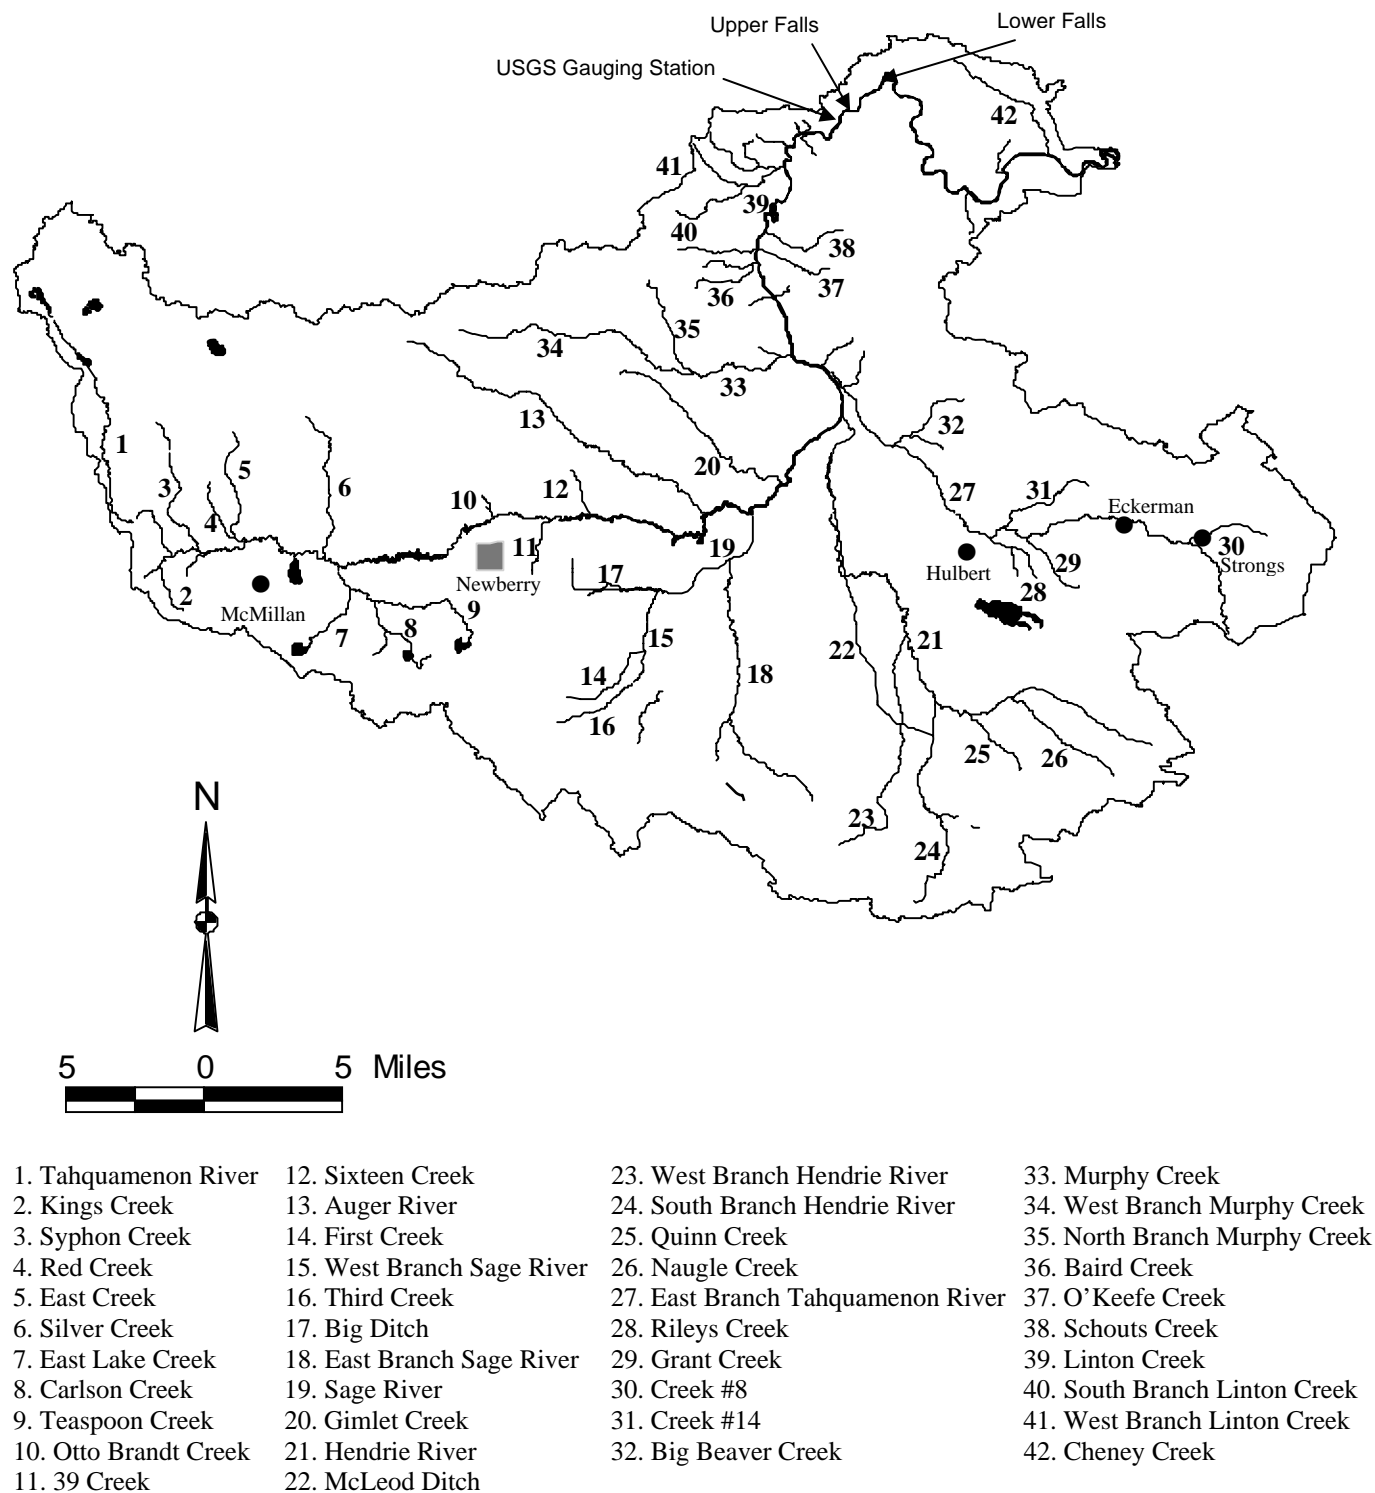 Upper Falls
Lower Falls
USGS Gauging Station
42
41
39
40
38
37
36
35
34
33
13
32
1
5
20
3
6
10
12
27
31
Eckerman
4
11
19
30
Strongs
Newberry
Hulbert
29
17
28
2
McMillan
9
7
8
15
22
21
14
18
16
25
26
N
23
24
5 0 5 Miles
1. Tahquamenon River
2. Kings Creek
3. Syphon Creek
4. Red Creek
5. East Creek
6. Silver Creek
7. East Lake Creek
8. Carlson Creek
9. Teaspoon Creek
10. Otto Brandt Creek
11. 39 Creek
12. Sixteen Creek
13. Auger River
14. First Creek
15. West Branch Sage River
16. Third Creek
17. Big Ditch
18. East Branch Sage River
19. Sage River
20. Gimlet Creek
21. Hendrie River
22. McLeod Ditch
23. West Branch Hendrie River
24. South Branch Hendrie River
25. Quinn Creek
26. Naugle Creek
27. East Branch Tahquamenon River
28. Rileys Creek
29. Grant Creek
30. Creek #8
31. Creek #14
32. Big Beaver Creek
33. Murphy Creek
34. West Branch Murphy Creek
35. North Branch Murphy Creek
36. Baird Creek
37. O’Keefe Creek
38. Schouts Creek
39. Linton Creek
40. South Branch Linton Creek
41. West Branch Linton Creek
42. Cheney Creek